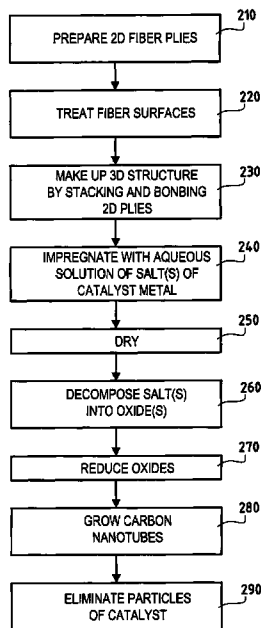 210
PREPARE 2D FIBER PLIES
220
TREAT FIBER SURFACES
230
MAKE UP 3D STRUCTURE
BY STACKING AND BONBING
2D PLIES
240
IMPREGNATE WITH AQUEOUS
SOLUTION OF SALT(S) OF
CATALYST METAL
250
DRY
260
DECOMPOSE SALT(S)
INTO OXIDE(S)
270
REDUCE OXIDES
280
GROW CARBON
NANOTUBES
290
ELIMINATE PARTICLES
OF CATALYST